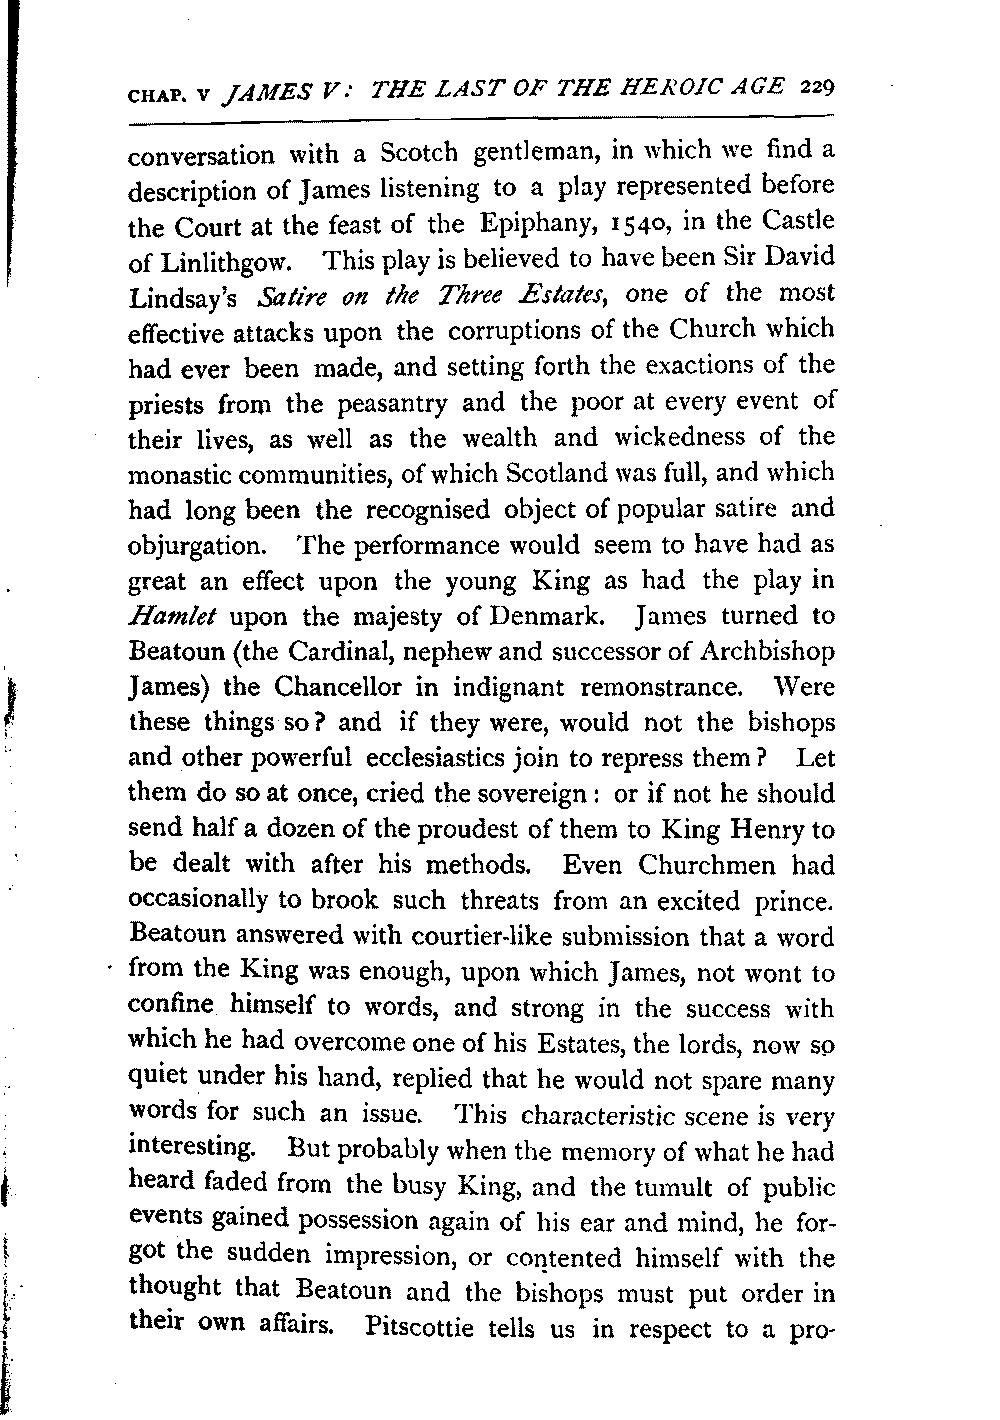 CHAP. V JAMES V: THE LAST OF THE HEROIC AGE 229
conversation with a Scotch gentleman, in which we find a
description of James listening to a play represented before
the Court at the feast of the Epiphany, 1540, in the Castle
of Linlithgow. This play is believed to have been Sir David
Lindsay's Satire on the Three Estates, one of the most
effective attacks upon the corruptions of the Church which
had ever been made, and setting forth the exactions of the
priests from the peasantry and the poor at every event of
their lives, as well as the wealth and wickedness of the
monastic communities, of which Scotland was full, and which
had long been the recognised object of popular satire and
objurgation. The performance would seem to have had as
great an effect upon the young King as had the play in
Hamlet upon the majesty of Denmark. James turned to
Beatoun (the Cardinal, nephew and successor of Archbishop
James) the Chancellor in indignant remonstrance. Were
these things so? and if they were, would not the bishops
and other powerful ecclesiastics join to repress them? Let
them do so at once, cried the sovereign: or if not he should
send half a dozen of the proudest of them to King Henry to
be dealt with after his methods. Even Churchmen had
occasionally to brook such threats from an excited prince.
Beatoun answered with courtier-like submission that a word
from the King was enough, upon which James, not wont to
confine himself to words, and strong in the success with
which he had overcome one of his Estates, the lords, now so
quiet under his hand, replied that he would not spare many
words for such an issue. This characteristic scene is very
interesting. But probably when the memory of what he had
heard faded from the busy King, and the tumult of public
events gained possession again of his ear and mind, he for-
got the sudden impression, or contented himself with the
thought that Beatoun and the bishops must put order in
their own affairs. Pitscottie tells us in respect to a pro-